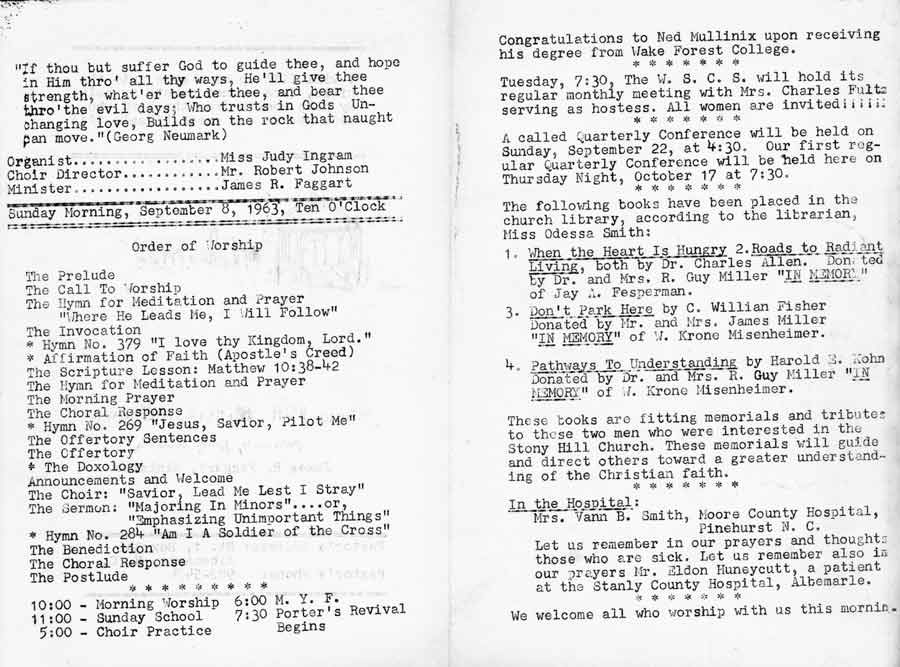 "If thou but suffer God to guide thee, and hope
in Him thro' all thy ways, He'll give thee
strength, what'er betide thee, and bear thee
thro'the evil days; Who trusts in Gods Un-
changing love, Builds on the rock that naught
can move."(Georg Neumark)
Organist....................Miss Judy Ingram
Choir Director............Mr. Robert Johnson
Minister..................James R. Faggart
Sunday Morning, September 8, 1963, Ten O'Clock
Order of Worship
The Prelude
The Call To Worship
The Hymn for Meditation and Prayer
"Where He Leads Me, I Will Follow"
The Invocation
* Hymn No. 379 "I love thy Kingdom, Lord."
* Affirmation of Faith (Apostle's Creed)
The Scripture Lesson: Matthew 10:38-42
The Hymn for Meditation and Prayer
The Morning Prayer
The Choral Response
* Hymn No. 269 "Jesus, Savior, Pilot Me"
The Offertory Sentences
The Offertory
* The Doxology
Announcements and Welcome
The Choir: "Savior, Lead Me Lest I Stray"
The Sermon: "Majoring In Minors"....or,
"Emphasizing Unimportant Things"
* Hymn No. 284 "Am I A Soldier of the Cross"
The Benediction
The Choral Response
The Postlude
* * * * * * * * *
10:00 - Morning Worship 6:00 M. Y. F.
11:00 - Sunday School 7:30 Porter's Revival
5:00 - Choir Practice Begins
Congratulations to Ned Mullinix upon receiving
his degree from Wake Forest College.
* * * * * * *
Tuesday, 7:30, The W. S. C. S. will hold its
regular monthly meeting with Mrs. Charles Fultz
serving as hostess. All women are invited¡¡¡¡¡¡
* * * * * * *
A called Quarterly Conference will be held on
Sunday, September 22, at 4:30. Our first reg-
ular Quarterly Conference will be held here on
Thursday Night, October 17 at 7:30.
* * * * * * *
The following books have been placed in the
church library, according to the librarian,
Miss Odessa Smith:
1. When the Heart Is Hungry 2.Roads to Radiant
Living, both by Dr. Charles Allen. Donated
by Dr. and Mrs. R. Guy Miller "IN MEMORY"
of Jay A. Fesperman.
3. Don't Park Here by C. Willian Fisher
Donated by Mr. and Mrs. James Miller
"IN MEMORY" of W. Krone Misenheimer.
4. Pathways To Understanding by Harold E. Kohn
Donated by Dr. and Mrs. R. Guy Miller "IN
MEMORY" of W. Krone Misenheimer.
These books are fitting memorials and tributes
to these two men who were interested in the
Stony Hill Church. These memorials will guide
and direct others toward a greater understand-
ing of the Christian faith.
* * * * * * *
In the Hospital:
Mrs. Vann B. Smith, Moore County Hospital,
Pinehurst N. C.
Let us remember in our prayers and thoughts
those who are sick. Let us remember also in
our prayers Mr. Eldon Huneycutt, a patient
at the Stanly County Hospital, Albemarle.
* * * * * * *
We welcome all who worship with us this mornin.